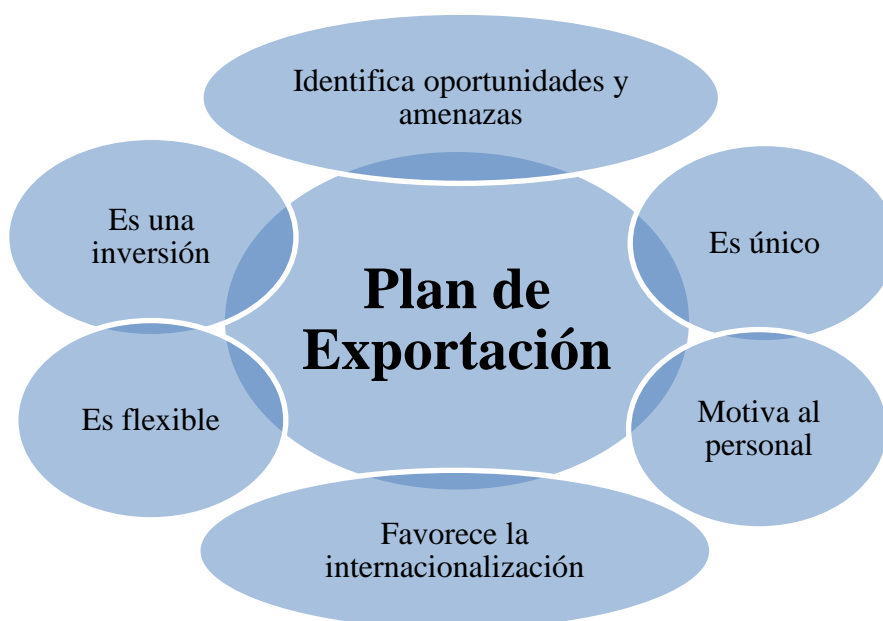 Identifica oportunidades y
amenazas
Es una
inversión
Es único
Plan de
Exportación
Es flexible
Motiva al
personal
Favorece la
internacionalización